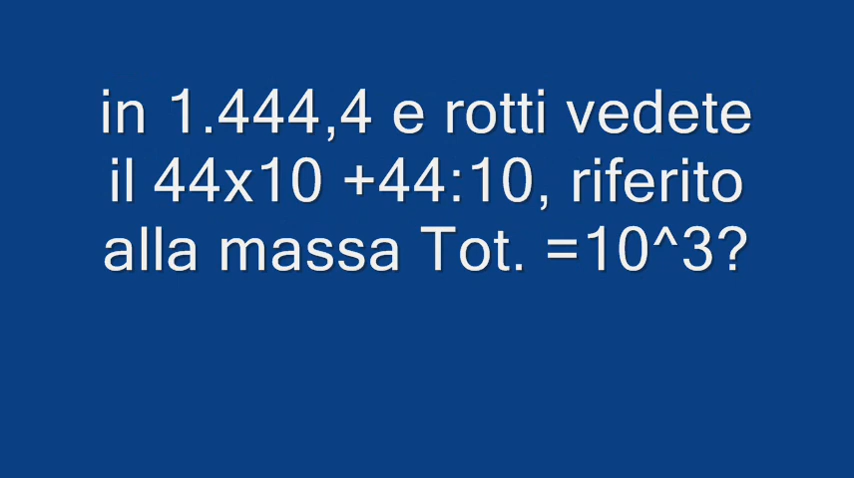 in 1.444,4 e rotti vedete
il 44x10 +44:10, riferito
alla massa Tot. =10^3?